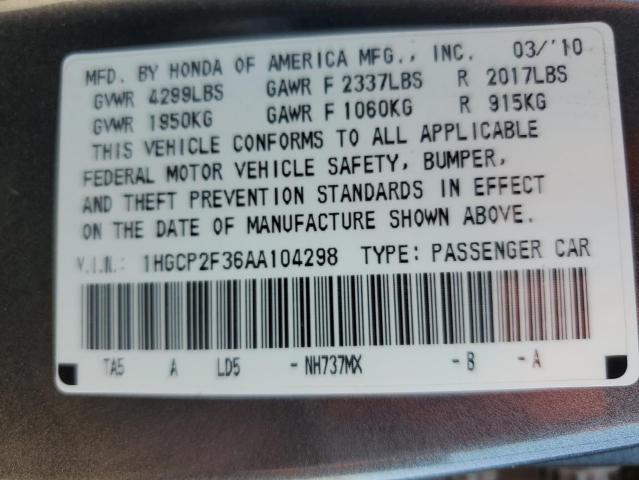 MFD. BY HONDA OF AMERICA MFG., INC. 03/'10
GVWR 4299LBS GAWR F 2337LBS R 2017LBS
GVWR 1950KG GAWR F 1060KG R 915KG
THIS VEHICLE CONFORMS TO ALL APPLICABLE
FEDERAL MOTOR VEHICLE SAFETY, BUMPER,
AND THEFT PREVENTION STANDARDS IN EFFECT
ON THE DATE OF MANUFACTURE SHOWN ABOVE.
V.I.N.: 1HGCP2F36AA104298 TYPE: PASSENGER CAR
TA5 A LD5 - NH737MX - B - A